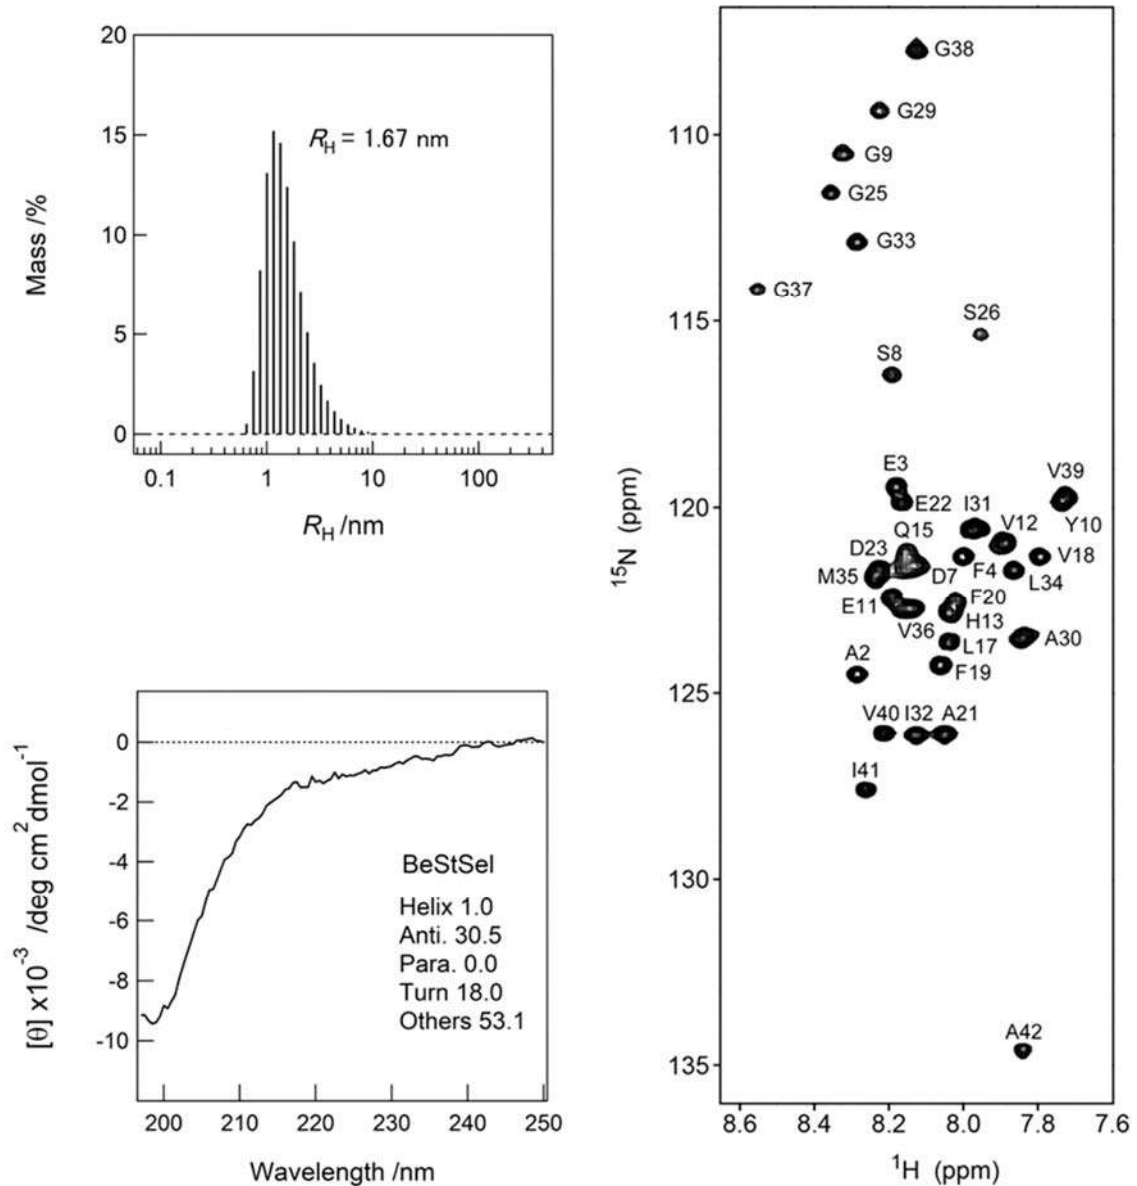 20
15
10
5
0
Mass /%
R_H = 1.67 nm
0.1
1
10
100
R_H /nm
0
-2
-4
-6
-8
-10
[θ] x10⁻³ /deg cm² dmol⁻¹
BeStSel
Helix 1.0
Anti. 30.5
Para. 0.0
Turn 18.0
Others 53.1
200
210
220
230
240
250
Wavelength /nm
110
115
120
125
130
135
¹⁵N (ppm)
G38
G29
G9
G25
G33
G37
S26
S8
E3
E22
V39
I31
Y10
Q15
V12
V18
D23
D7
F4
L34
M35
F20
E11
H13
V36
A30
L17
A2
F19
V40
I32
A21
I41
A42
8.6
8.4
8.2
8.0
7.8
7.6
¹H (ppm)